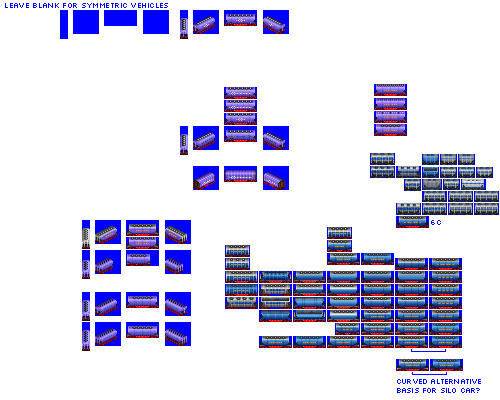 LEAVE BLANK FOR SYMMETRIC VEHICLES
6C
CURVED ALTERNATIVE
BASIS FOR SILO CAR?